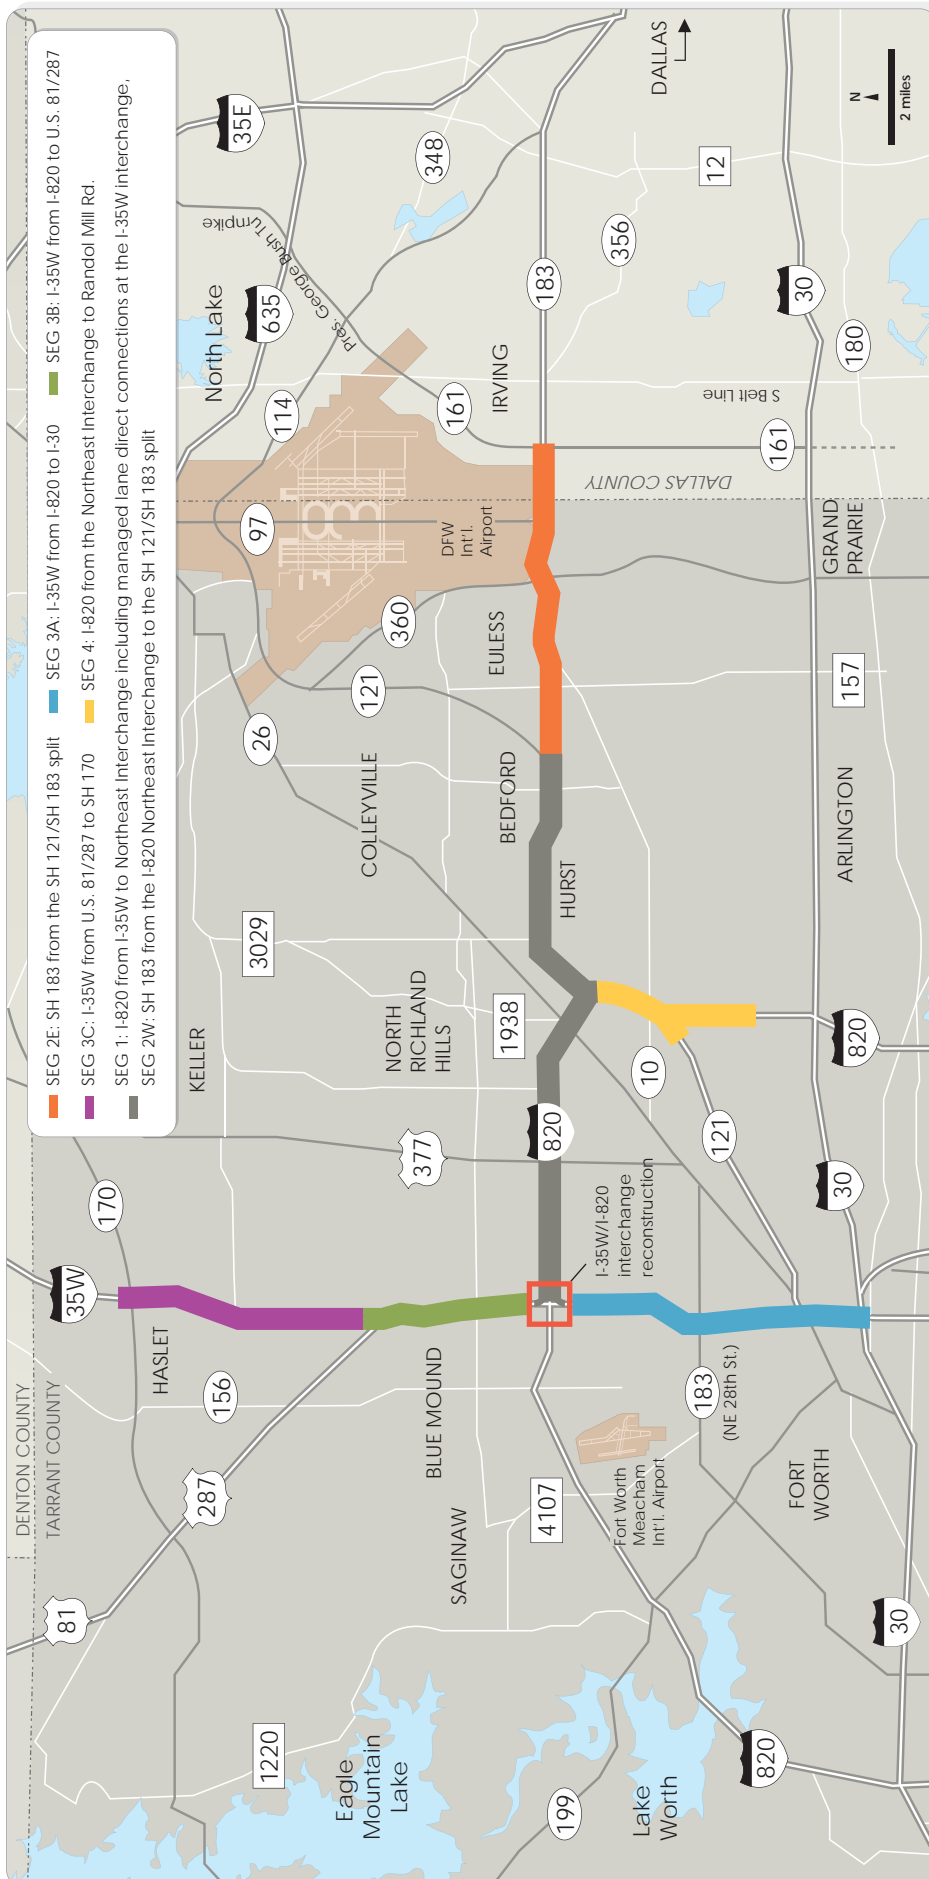 SEG 2E: SH 183 from the SH 121/SH 183 split
SEG 3A: I-35W from I-820 to I-30
SEG 3B: I-35W from I-820 to U.S. 81/287
SEG 3C: I-35W from U.S. 81/287 to SH 170
SEG 4: I-820 from the Northeast Interchange to Randol Mill Rd.
SEG 1: I-820 from I-35W to Northeast Interchange including managed lane direct connections at the I-35W interchange,
SEG 2W: SH 183 from the I-820 Northeast Interchange to the SH 121/SH 183 split
DENTON COUNTY
TARRANT COUNTY
81
287
1220
Eagle
Mountain
Lake
199
Lake
Worth
820
30
SAGINAW
4107
Fort Worth
Meacham
Int'l. Airport
BLUE MOUND
156
HASLET
35W
170
183
(NE 28th St.)
FORT
WORTH
I-35W/I-820
interchange
reconstruction
377
820
KELLER
NORTH
RICHLAND
HILLS
3029
1938
10
121
30
820
HURST
BEDFORD
COLLEYVILLE
26
121
360
EULESS
157
ARLINGTON
97
DFW
Int'l.
Airport
DALLAS COUNTY
GRAND
PRAIRIE
161
161
S Belt Line
IRVING
114
North Lake
635
Pres. George Bush Turnpike
35E
348
183
356
12
30
180
DALLAS
N
2 miles